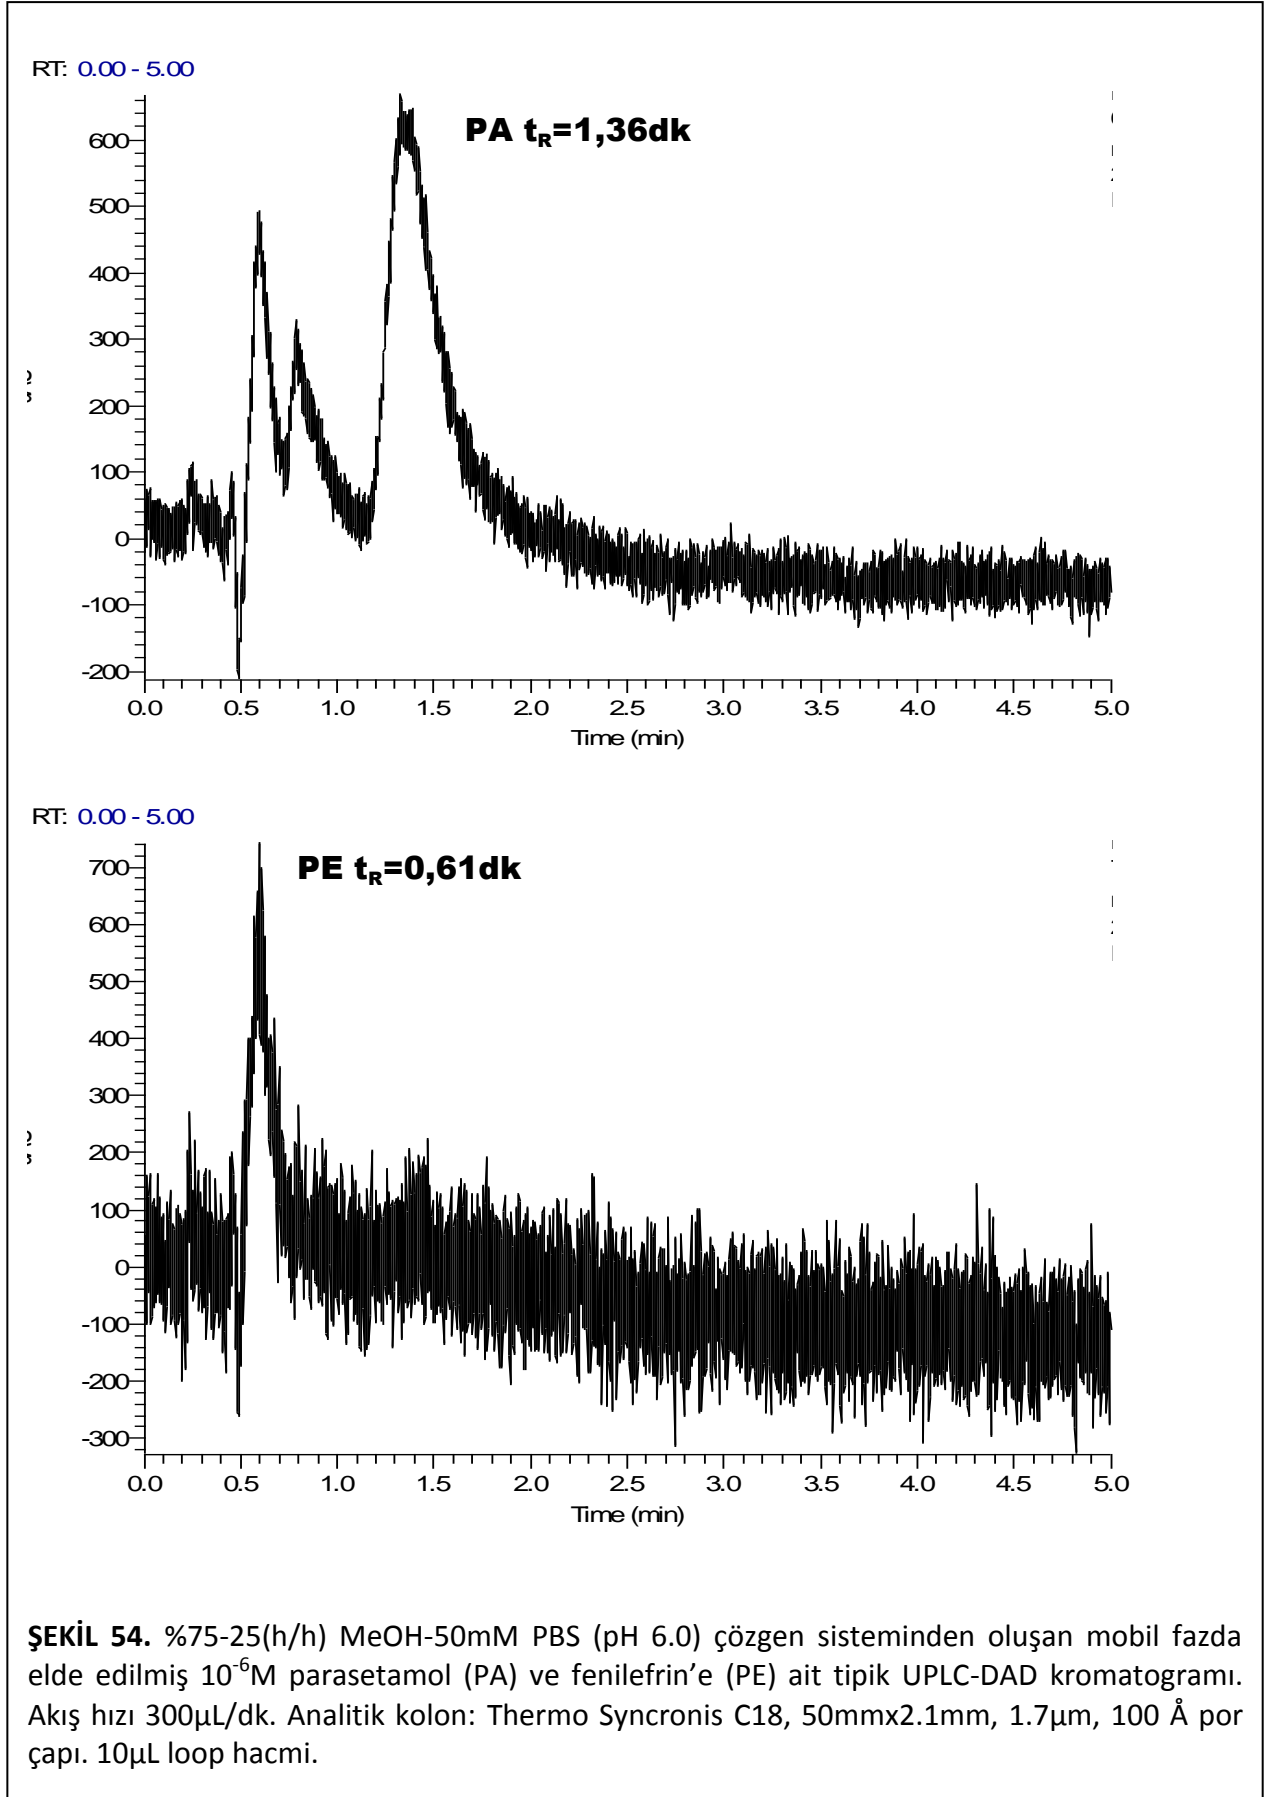 RT: 0.00 - 5.00
PA tR=1,36dk
600
500
400
300
200
100
0
-100
-200
0.0 0.5 1.0 1.5 2.0 2.5 3.0 3.5 4.0 4.5 5.0
Time (min)
RT: 0.00 - 5.00
PE tR=0,61dk
700
600
500
400
300
200
100
0
-100
-200
-300
0.0 0.5 1.0 1.5 2.0 2.5 3.0 3.5 4.0 4.5 5.0
Time (min)
ŞEKİL 54. %75-25(h/h) MeOH-50mM PBS (pH 6.0) çözgen sisteminden oluşan mobil fazda
elde edilmiş 10⁻⁶M parasetamol (PA) ve fenilefrin’e (PE) ait tipik UPLC-DAD kromatogramı.
Akış hızı 300µL/dk. Analitik kolon: Thermo Syncronis C18, 50mmx2.1mm, 1.7µm, 100 Å por
çapı. 10µL loop hacmi.